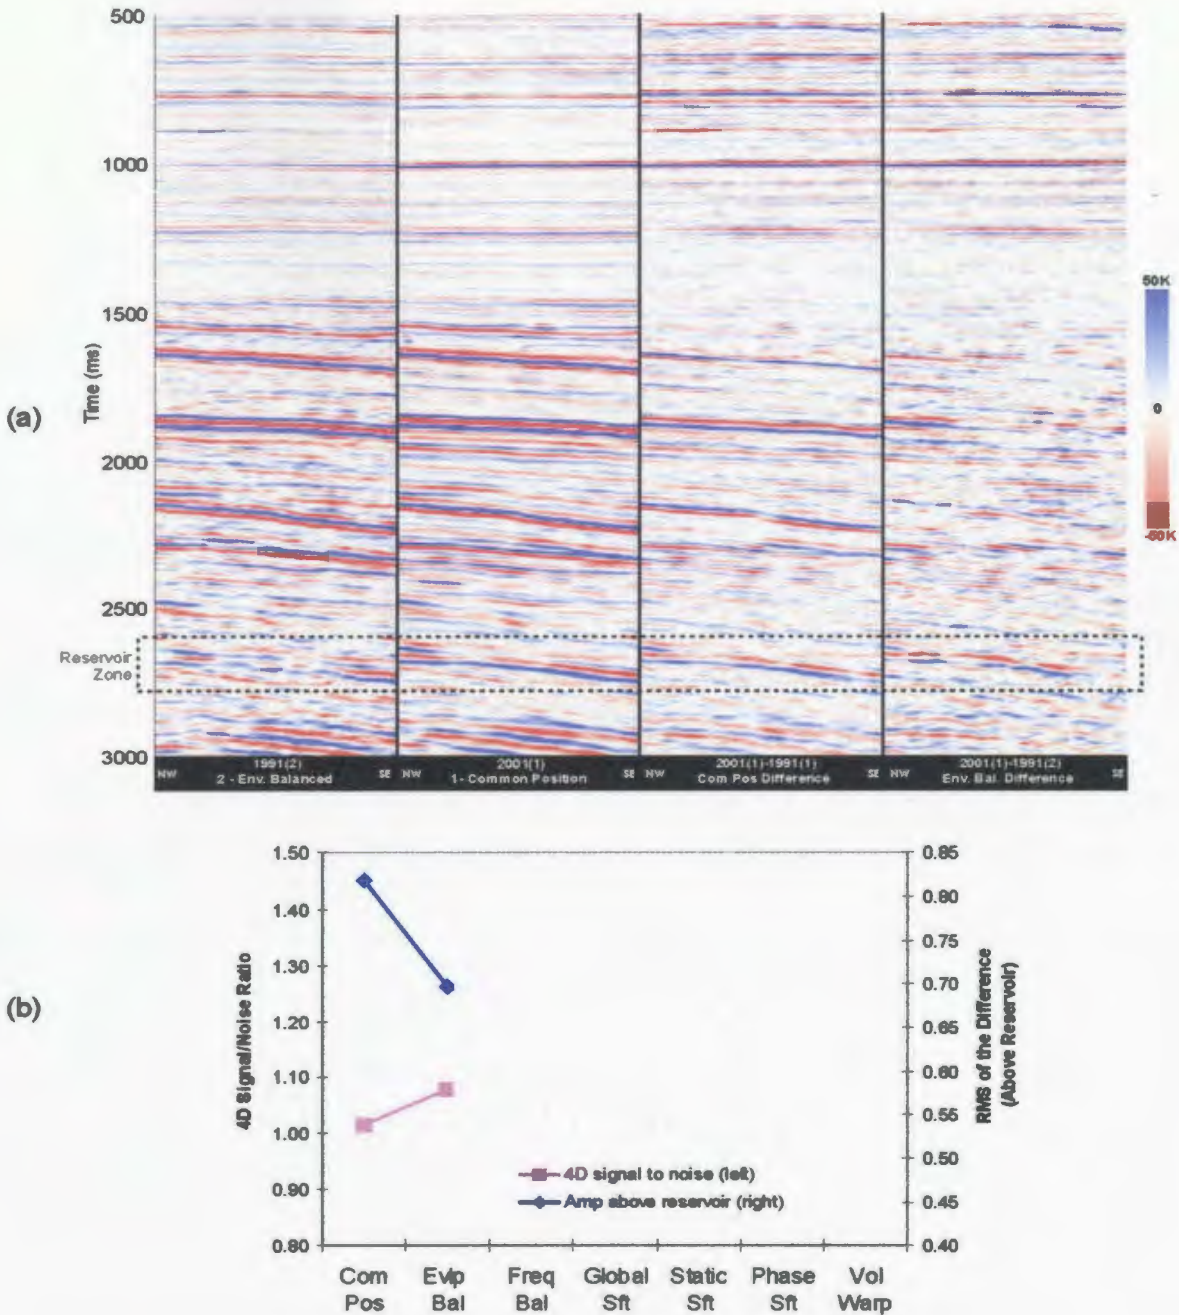 500
1000
1500
2000
2500
3000
Time (ms)
(a)
Reservoir
Zone
50K
0
-50K
1991(2)
NW 2 - Env. Balanced SE
2001(1)
NW 1- Common Position SE
2001(1)-1991(1)
NW Com Pos Difference SE
2001(1)-1991(2)
NW Env. Bal. Difference SE
(b)
4D Signal/Noise Ratio
1.50
1.40
1.30
1.20
1.10
1.00
0.90
0.80
0.85
0.80
0.75
0.70
0.65
0.60
0.55
0.50
0.45
0.40
RMS of the Difference
(Above Reservoir)
4D signal to noise (left)
Amp above reservoir (right)
Com Evlp Freq Global Static Phase Vol
Pos Bal Bal Sft Sft Sft Warp